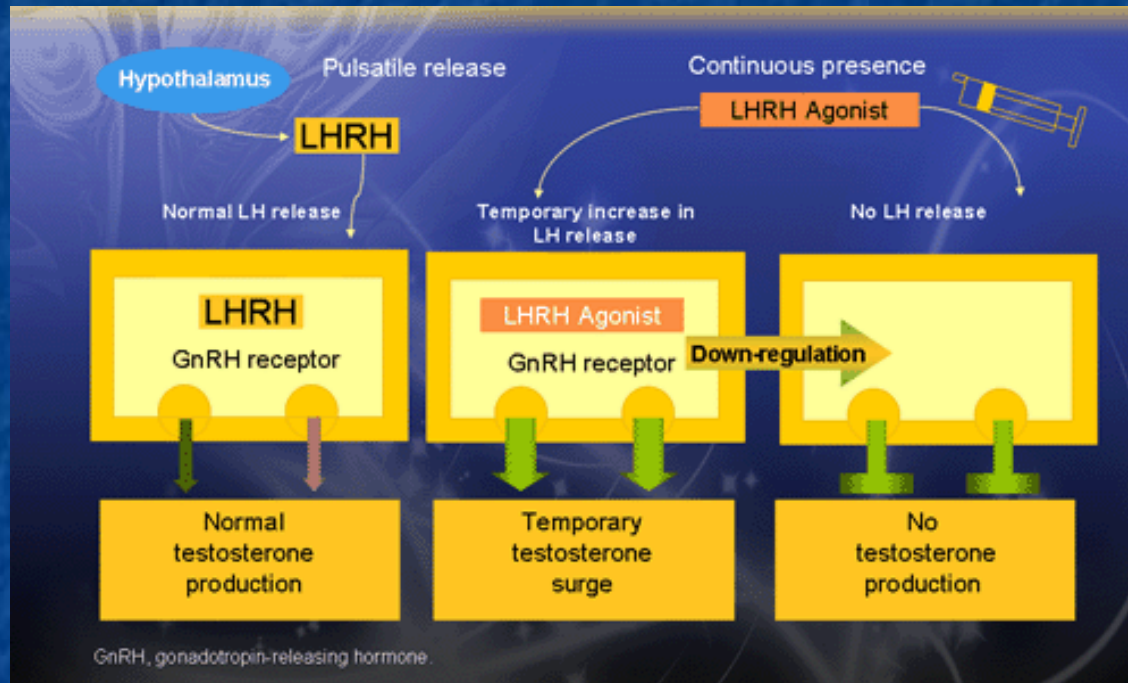 Hypothalamus
Pulsatile release
LHRH
Normal LH release
LHRH
GnRH receptor
Normal
testosterone
production
Continuous presence
LHRH Agonist
Temporary increase in
LH release
LHRH Agonist
GnRH receptor
Temporary
testosterone
surge
Down-regulation
No LH release
No
testosterone
production
GnRH, gonadotropin-releasing hormone.